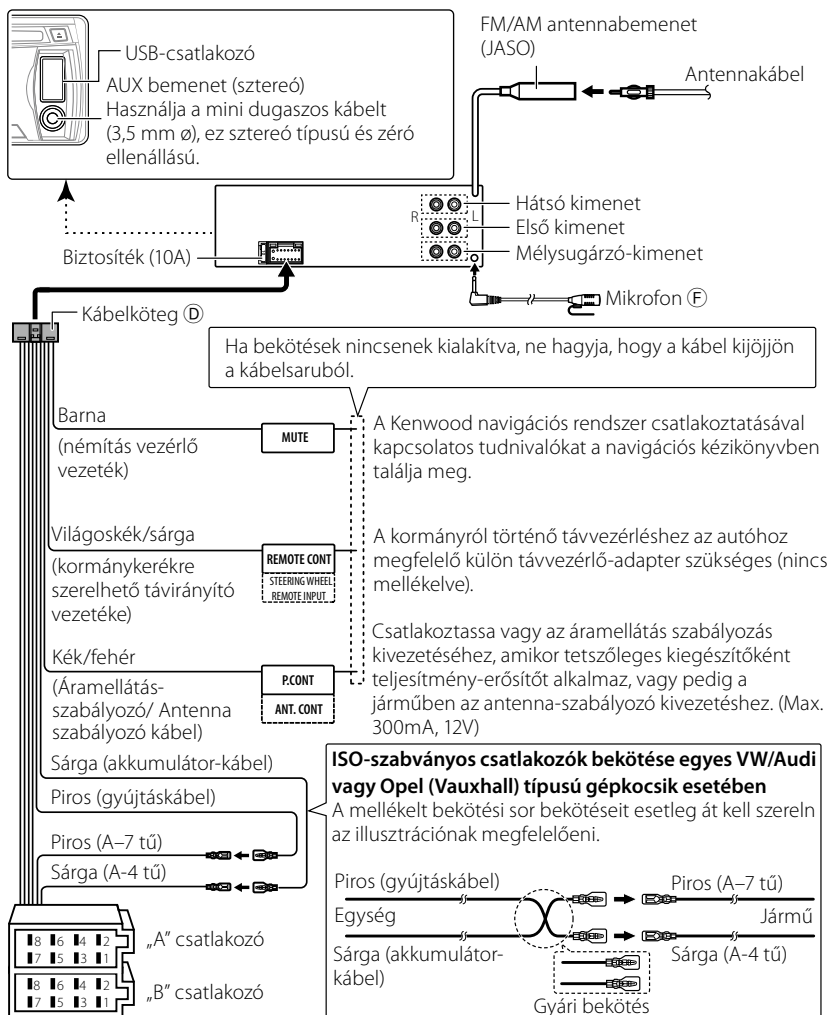 USB-csatlakozó
AUX bemenet (sztereó)
Használja a mini dugaszos kábelt
(3,5 mm ø), ez sztereó típusú és zéró
ellenállású.
FM/AM antennabemenet
(JASO)
Antennakábel
R
L
Hátsó kimenet
Első kimenet
Mélysugárzó-kimenet
Biztosíték (10A)
Mikrofon Ⓕ
Kábelköteg Ⓓ
Ha bekötések nincsenek kialakítva, ne hagyja, hogy a kábel kijöjjön
a kábelsaruból.
Barna
(némítás vezérlő
vezeték)
MUTE
A Kenwood navigációs rendszer csatlakoztatásával
kapcsolatos tudnivalókat a navigációs kézikönyvben
találja meg.
Világoskék/sárga
(kormánykerékre
szerelhető távirányító
vezetéke)
REMOTE CONT
STEERING WHEEL
REMOTE INPUT
A kormányról történő távvezérléshez az autóhoz
megfelelő külön távvezérlő-adapter szükséges (nincs
mellékelve).
Kék/fehér
(Áramellátás-
szabályozó/ Antenna
szabályozó kábel)
P.CONT
ANT. CONT
Csatlakoztassa vagy az áramellátás szabályozás
kivezetéséhez, amikor tetszőleges kiegészítőként
teljesítmény-erősítőt alkalmaz, vagy pedig a
járműben az antenna-szabályozó kivezetéshez. (Max.
300mA, 12V)
Sárga (akkumulátor-kábel)
Piros (gyújtáskábel)
Piros (A–7 tű)
Sárga (A-4 tű)
8 6 4 2
7 5 3 1
„A" csatlakozó
8 6 4 2
7 5 3 1
„B" csatlakozó
ISO-szabványos csatlakozók bekötése egyes VW/Audi
vagy Opel (Vauxhall) típusú gépkocsik esetében
A mellékelt bekötési sor bekötéseit esetleg át kell szereln
az illusztrációnak megfelelőeni.
Piros (gyújtáskábel)
Piros (A–7 tű)
Egység
Jármű
Sárga (akkumulátor-
kábel)
Sárga (A-4 tű)
Gyári bekötés